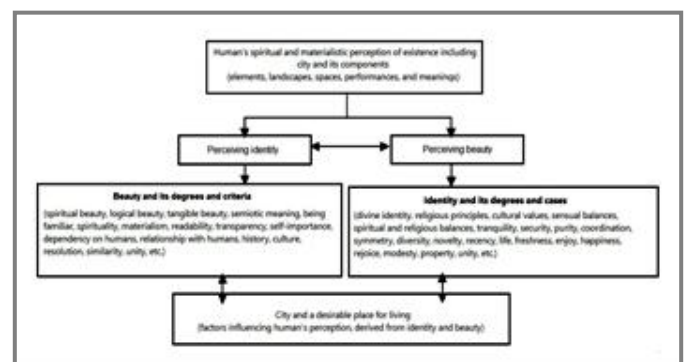 Human's spiritual and materialistic perception of existence including
city and its components
(elements, landscapes, spaces, performances, and meanings)
Perceiving identity
Perceiving beauty
Beauty and its degrees and criteria
(spiritual beauty, logical beauty, tangible beauty, semiotic meaning, being
familiar, spirituality, materialism, readability, transparency, self-importance,
dependency on humans, relationship with humans, history, culture,
resolution, similarity, unity, etc.)
Identity and its degrees and cases
(divine identity, religious principles, cultural values, sensual balances,
spiritual and religious balances, tranquility, security, purity, coordination,
symmetry, diversity, novelty, recency, life, freshness, enjoy, happiness,
rejoice, modesty, property, unity, etc.)
City and a desirable place for living
(factors influencing human's perception, derived from identity and beauty)